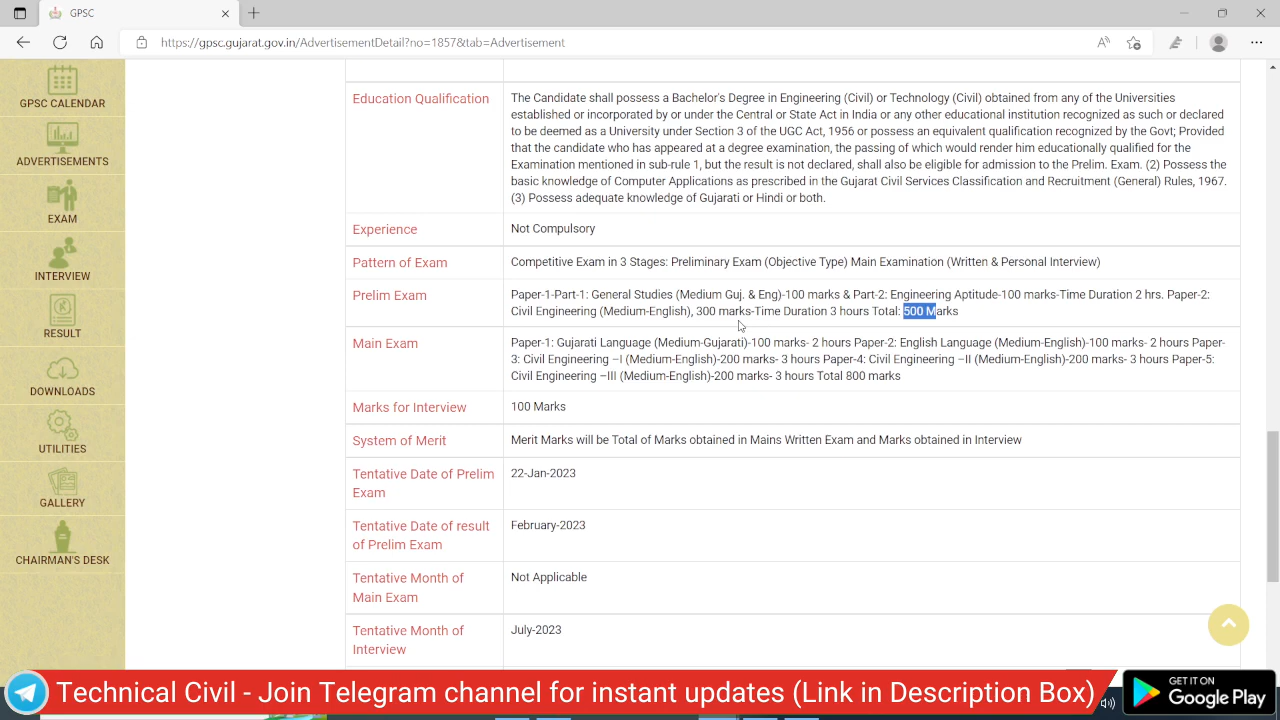 GPSC
https://gpsc.gujarat.gov.in/AdvertisementDetail?no=1857&tab=Advertisement
GPSC CALENDAR
ADVERTISEMENTS
EXAM
INTERVIEW
RESULT
DOWNLOADS
UTILITIES
GALLERY
CHAIRMAN'S DESK
Education Qualification
The Candidate shall possess a Bachelor's Degree in Engineering (Civil) or Technology (Civil) obtained from any of the Universities
established or incorporated by or under the Central or State Act in India or any other educational institution recognized as such or declared
to be deemed as a University under Section 3 of the UGC Act, 1956 or possess an equivalent qualification recognized by the Govt; Provided
that the candidate who has appeared at a degree examination, the passing of which would render him educationally qualified for the
Examination mentioned in sub-rule 1, but the result is not declared, shall also be eligible for admission to the Prelim. Exam. (2) Possess the
basic knowledge of Computer Applications as prescribed in the Gujarat Civil Services Classification and Recruitment (General) Rules, 1967.
(3) Possess adequate knowledge of Gujarati or Hindi or both.
Experience
Not Compulsory
Pattern of Exam
Competitive Exam in 3 Stages: Preliminary Exam (Objective Type) Main Examination (Written & Personal Interview)
Prelim Exam
Paper-1-Part-1: General Studies (Medium Guj. & Eng)-100 marks & Part-2: Engineering Aptitude-100 marks-Time Duration 2 hrs. Paper-2:
Civil Engineering (Medium-English), 300 marks-Time Duration 3 hours Total: 500 Marks
Main Exam
Paper-1: Gujarati Language (Medium-Gujarati)-100 marks- 2 hours Paper-2: English Language (Medium-English)-100 marks- 2 hours Paper-
3: Civil Engineering –I (Medium-English)-200 marks- 3 hours Paper-4: Civil Engineering –II (Medium-English)-200 marks- 3 hours Paper-5:
Civil Engineering –III (Medium-English)-200 marks- 3 hours Total 800 marks
Marks for Interview
100 Marks
System of Merit
Merit Marks will be Total of Marks obtained in Mains Written Exam and Marks obtained in Interview
Tentative Date of Prelim
Exam
22-Jan-2023
Tentative Date of result
of Prelim Exam
February-2023
Tentative Month of
Main Exam
Not Applicable
Tentative Month of
Interview
July-2023
Technical Civil - Join Telegram channel for instant updates (Link in Description Box)
GET IT ON
Google Play